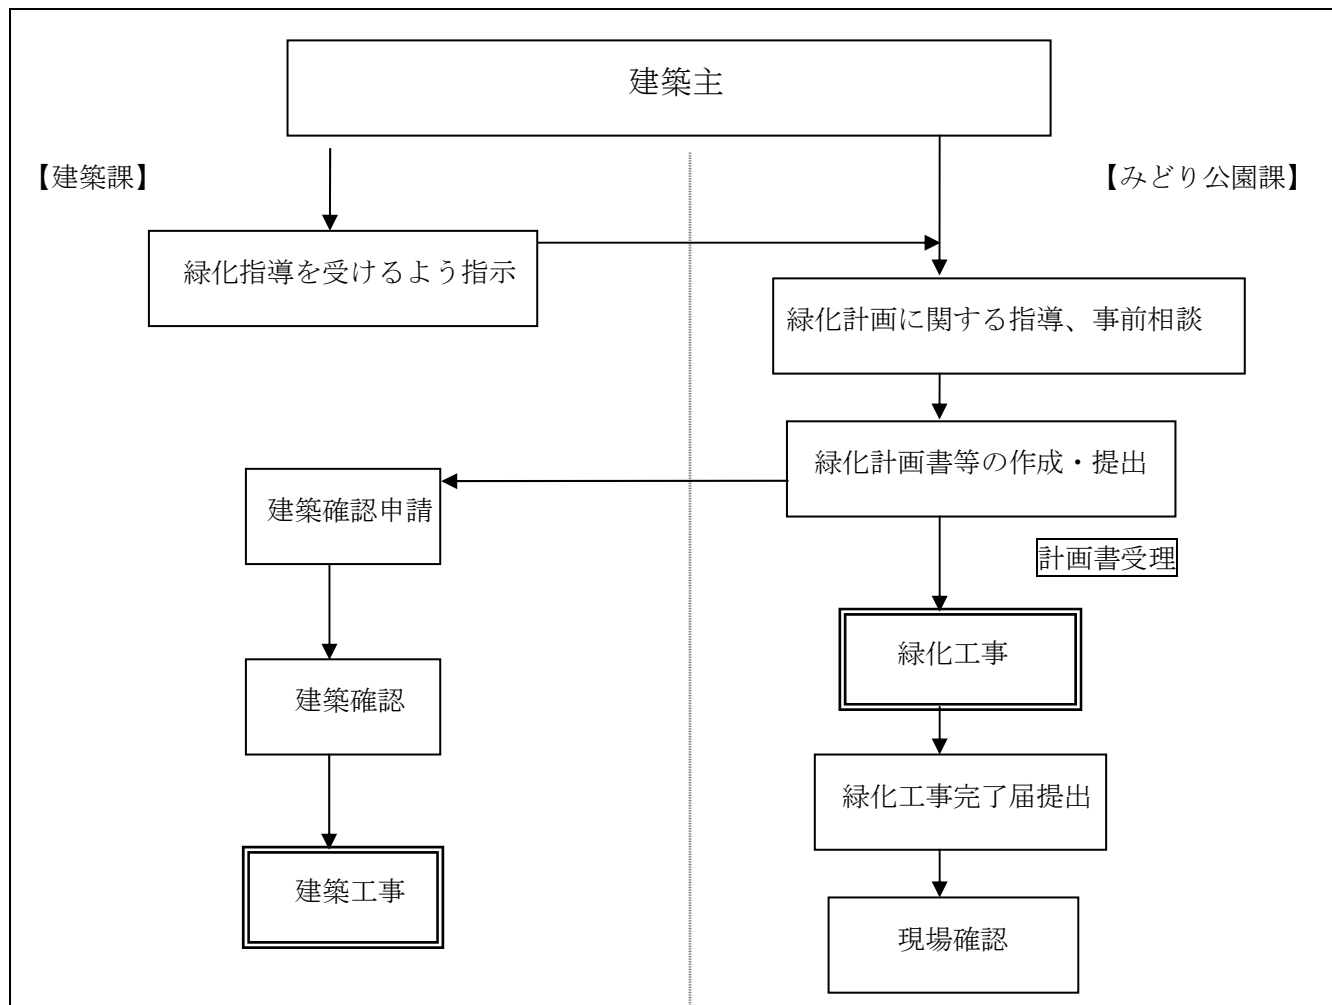 建築主
【建築課】
【みどり公園課】
緑化指導を受けるよう指示
緑化計画に関する指導、事前相談
緑化計画書等の作成・提出
建築確認申請
計画書受理
緑化工事
建築確認
緑化工事完了届提出
建築工事
現場確認